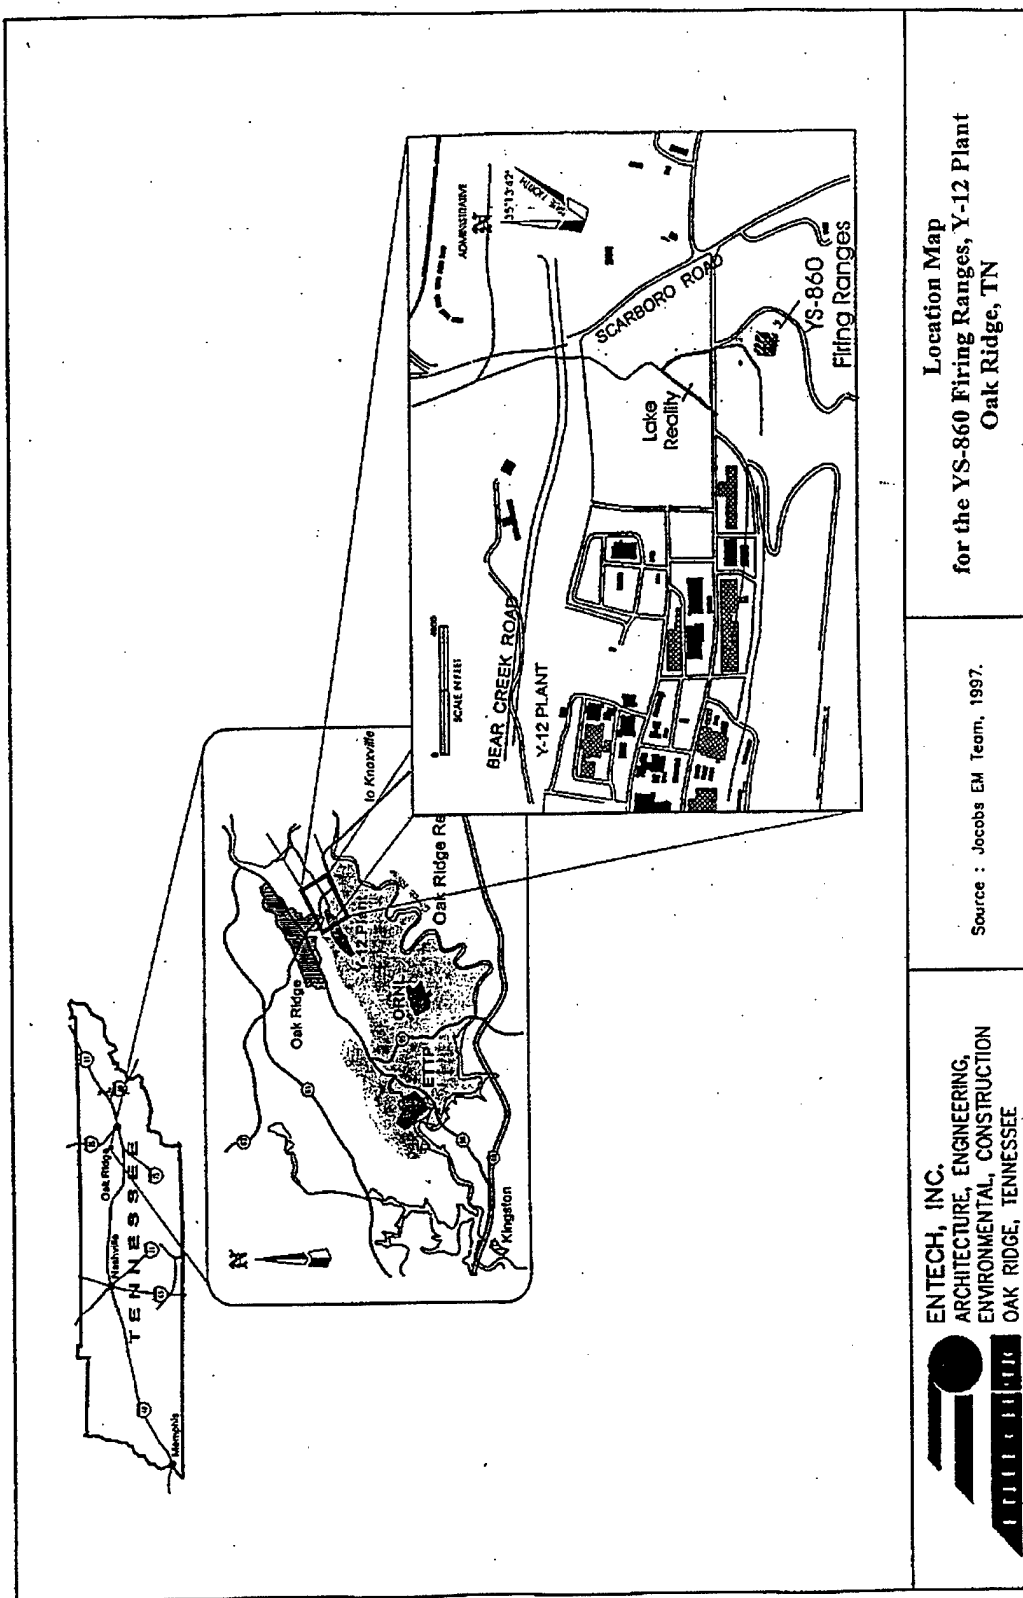 TENNESSEE
Memphis
Nashville
Oak Ridge
N
Oak Ridge
Y-12 Plant
ORNL
ETTP
Kingston
Oak Ridge Re
to Knoxville
0
SCALE IN FEET
ADMINISTRATIVE
N
TRUE NORTH
BEAR CREEK ROAD
Y-12 PLANT
SCARBORO ROAD
Lake
Reality
YS-860
Firing Ranges
ENTECH, INC.
ARCHITECTURE, ENGINEERING,
ENVIRONMENTAL, CONSTRUCTION
OAK RIDGE, TENNESSEE
Source : Jacobs EM Team, 1997.
Location Map
for the YS-860 Firing Ranges, Y-12 Plant
Oak Ridge, TN